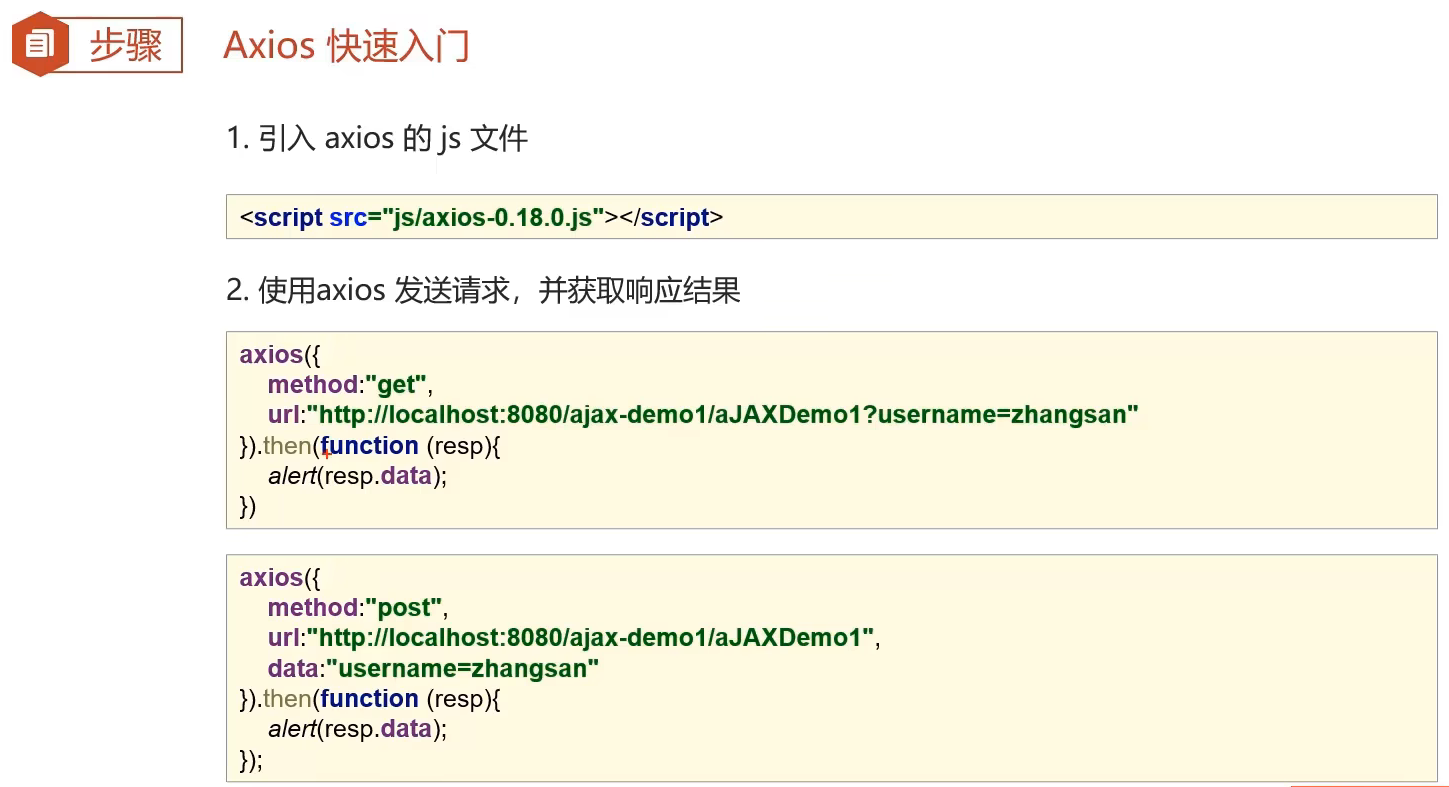 步骤
Axios 快速入门
1. 引入 axios 的 js 文件
<script src="js/axios-0.18.0.js"></script>
2. 使用axios 发送请求，并获取响应结果
axios({
    method:"get",
    url:"http://localhost:8080/ajax-demo1/aJAXDemo1?username=zhangsan"
}).then(function (resp){
    alert(resp.data);
})
axios({
    method:"post",
    url:"http://localhost:8080/ajax-demo1/aJAXDemo1",
    data:"username=zhangsan"
}).then(function (resp){
    alert(resp.data);
});